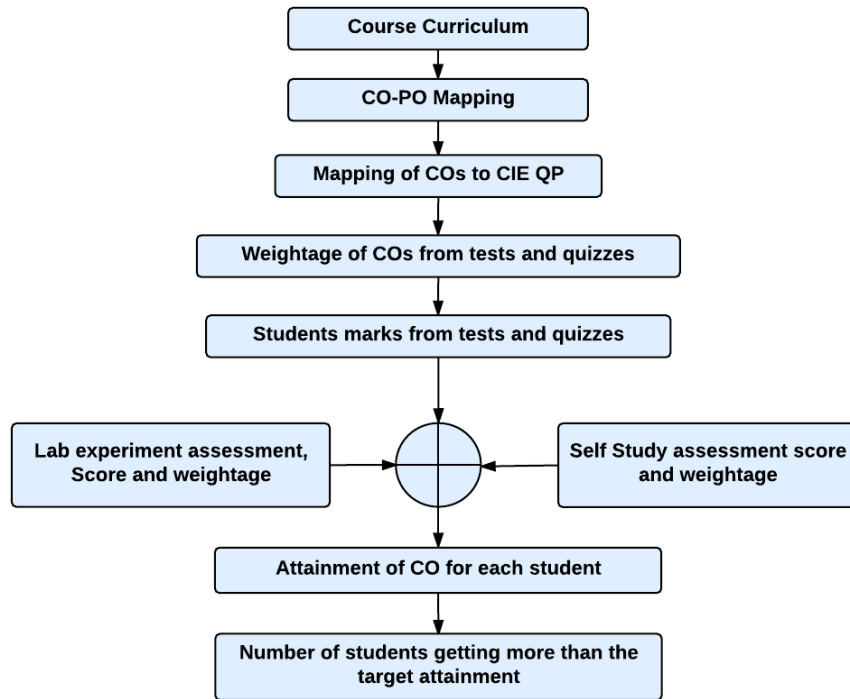 Course Curriculum
CO-PO Mapping
Mapping of COs to CIE QP
Weightage of COs from tests and quizzes
Students marks from tests and quizzes
Lab experiment assessment,
Score and weightage
Self Study assessment score
and weightage
Attainment of CO for each student
Number of students getting more than the
target attainment